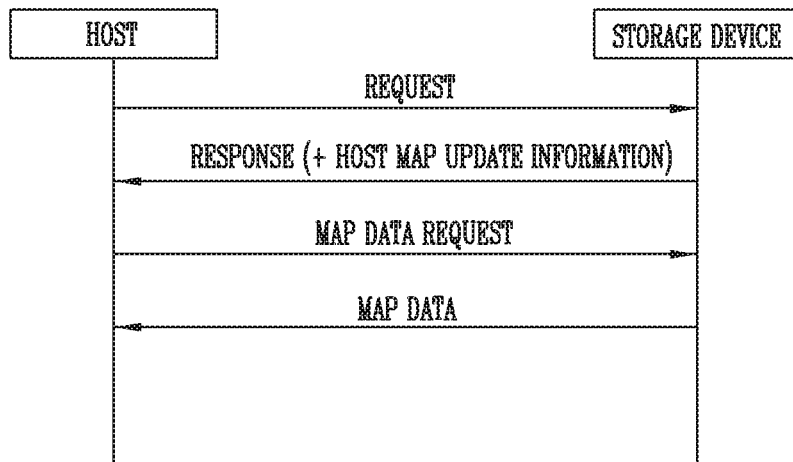 HOST
STORAGE DEVICE
REQUEST
RESPONSE (+ HOST MAP UPDATE INFORMATION)
MAP DATA REQUEST
MAP DATA